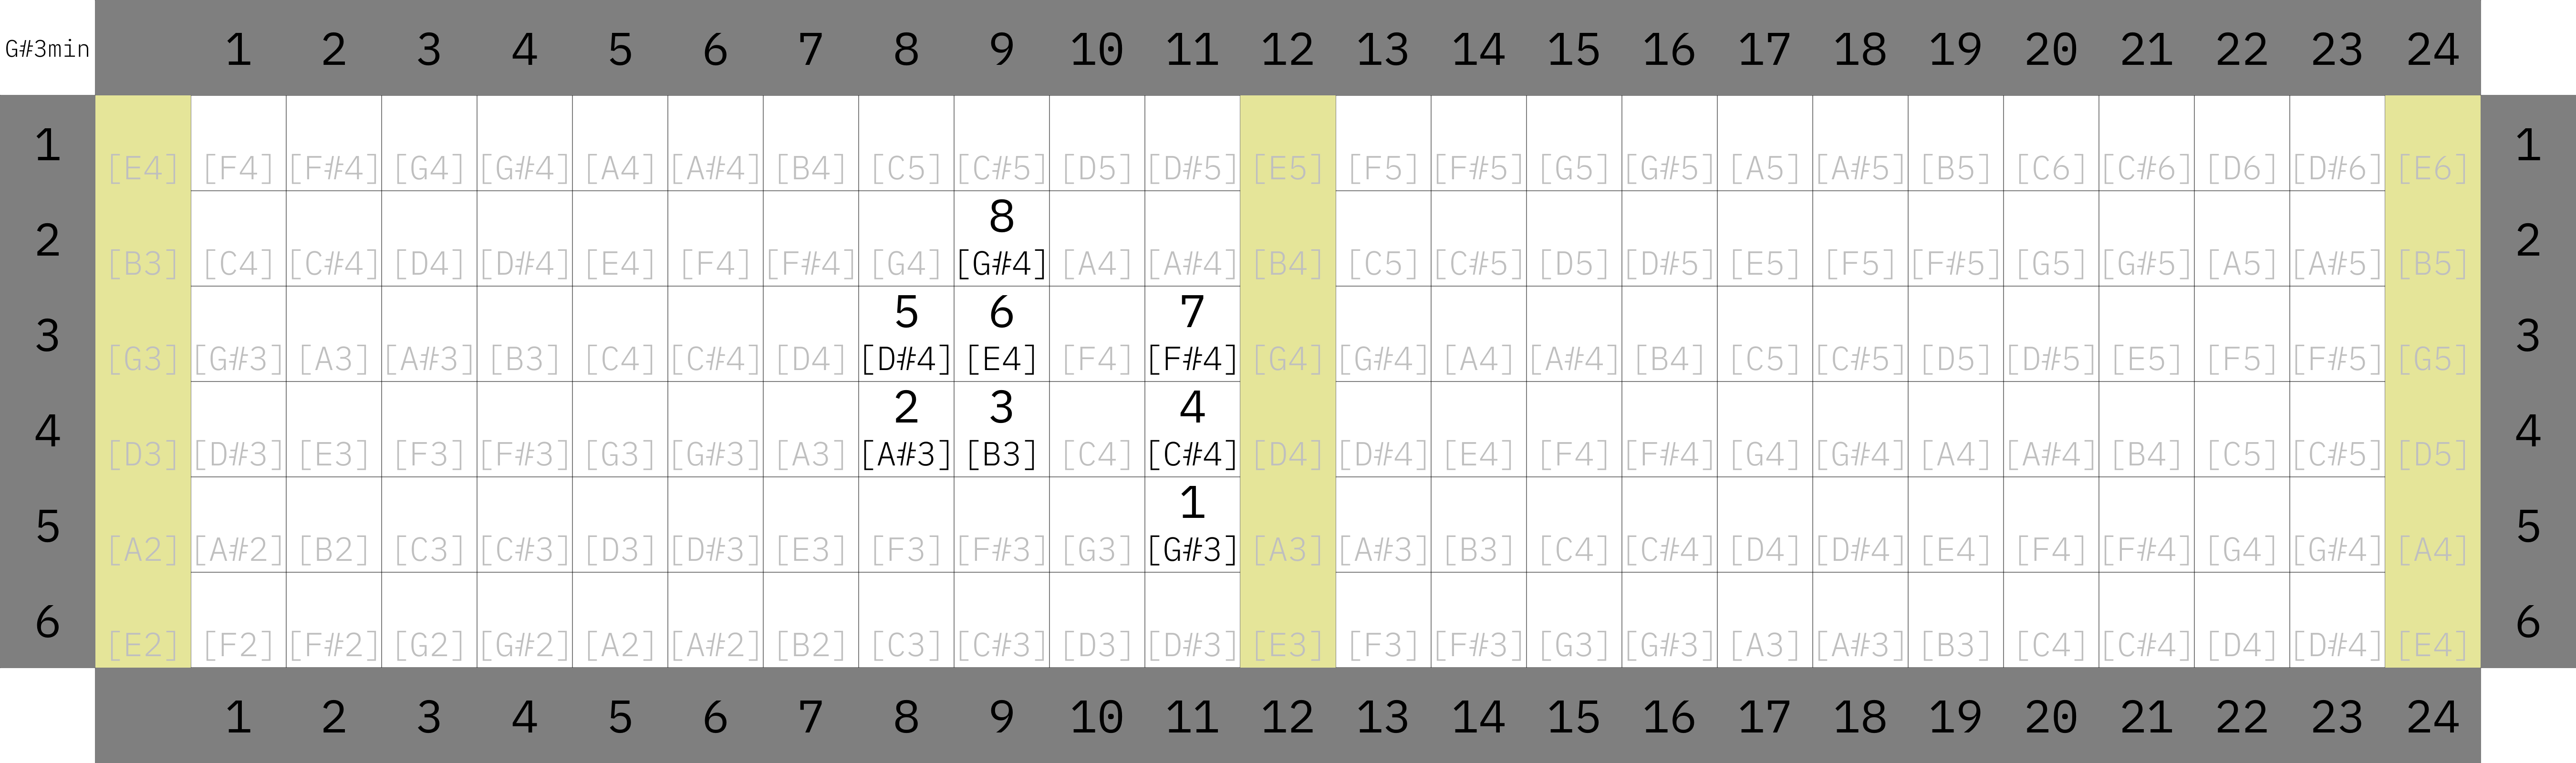 G#3min 1 2 3 4 5 6 7 8 9 10 11 12 13 14 15 16 17 18 19 20 21 22 23 24
1 [E4] [F4] [F#4] [G4] [G#4] [A4] [A#4] [B4] [C5] [C#5] [D5] [D#5] [E5] [F5] [F#5] [G5] [G#5] [A5] [A#5] [B5] [C6] [C#6] [D6] [D#6] [E6] 1
8
2 [B3] [C4] [C#4] [D4] [D#4] [E4] [F4] [F#4] [G4] [G#4] [A4] [A#4] [B4] [C5] [C#5] [D5] [D#5] [E5] [F5] [F#5] [G5] [G#5] [A5] [A#5] [B5] 2
5 6 7
3 [G3] [G#3] [A3] [A#3] [B3] [C4] [C#4] [D4] [D#4] [E4] [F4] [F#4] [G4] [G#4] [A4] [A#4] [B4] [C5] [C#5] [D5] [D#5] [E5] [F5] [F#5] [G5] 3
2 3 4
4 [D3] [D#3] [E3] [F3] [F#3] [G3] [G#3] [A3] [A#3] [B3] [C4] [C#4] [D4] [D#4] [E4] [F4] [F#4] [G4] [G#4] [A4] [A#4] [B4] [C5] [C#5] [D5] 4
1
5 [A2] [A#2] [B2] [C3] [C#3] [D3] [D#3] [E3] [F3] [F#3] [G3] [G#3] [A3] [A#3] [B3] [C4] [C#4] [D4] [D#4] [E4] [F4] [F#4] [G4] [G#4] [A4] 5
6 [E2] [F2] [F#2] [G2] [G#2] [A2] [A#2] [B2] [C3] [C#3] [D3] [D#3] [E3] [F3] [F#3] [G3] [G#3] [A3] [A#3] [B3] [C4] [C#4] [D4] [D#4] [E4] 6
1 2 3 4 5 6 7 8 9 10 11 12 13 14 15 16 17 18 19 20 21 22 23 24